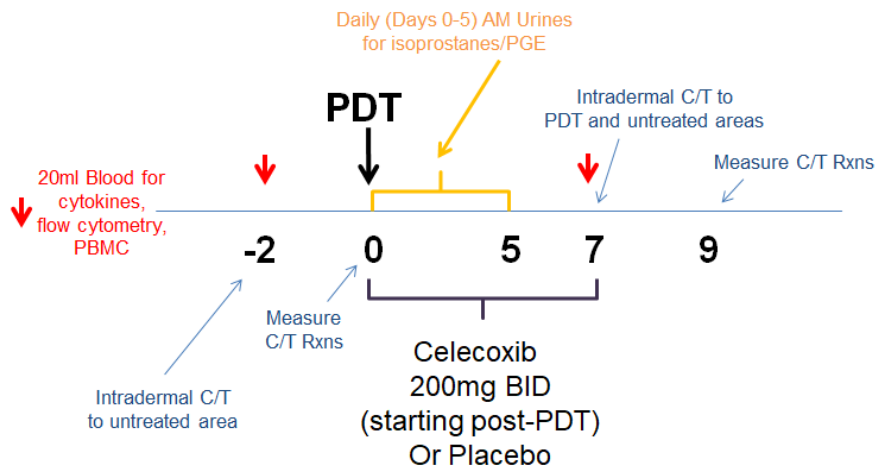 Daily (Days 0-5) AM Urines
for isoprostanes/PGE
PDT
Intradermal C/T to
PDT and untreated areas
Measure C/T Rxns
20ml Blood for
cytokines,
flow cytometry,
PBMC
-2
0
5
7
9
Measure
C/T Rxns
Intradermal C/T
to untreated area
Celecoxib
200mg BID
(starting post-PDT)
Or Placebo